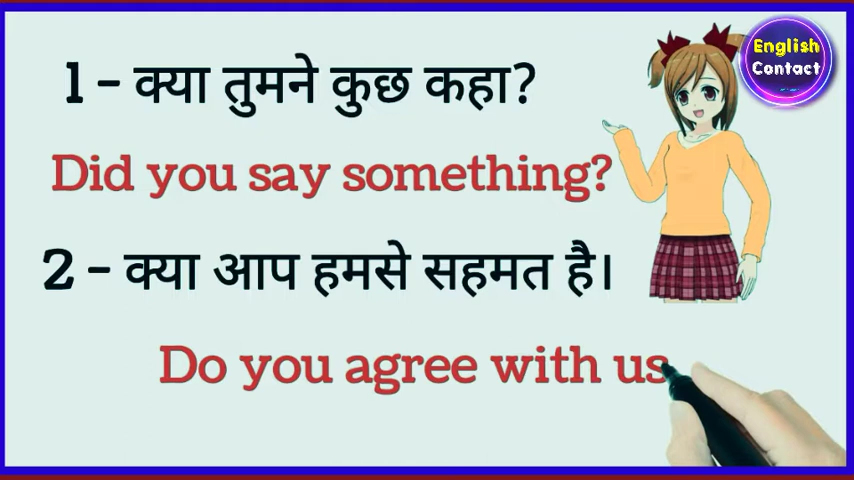 English
Contact
1 - क्या तुमने कुछ कहा?
Did you say something?
2 - क्या आप हमसे सहमत है।
Do you agree with us